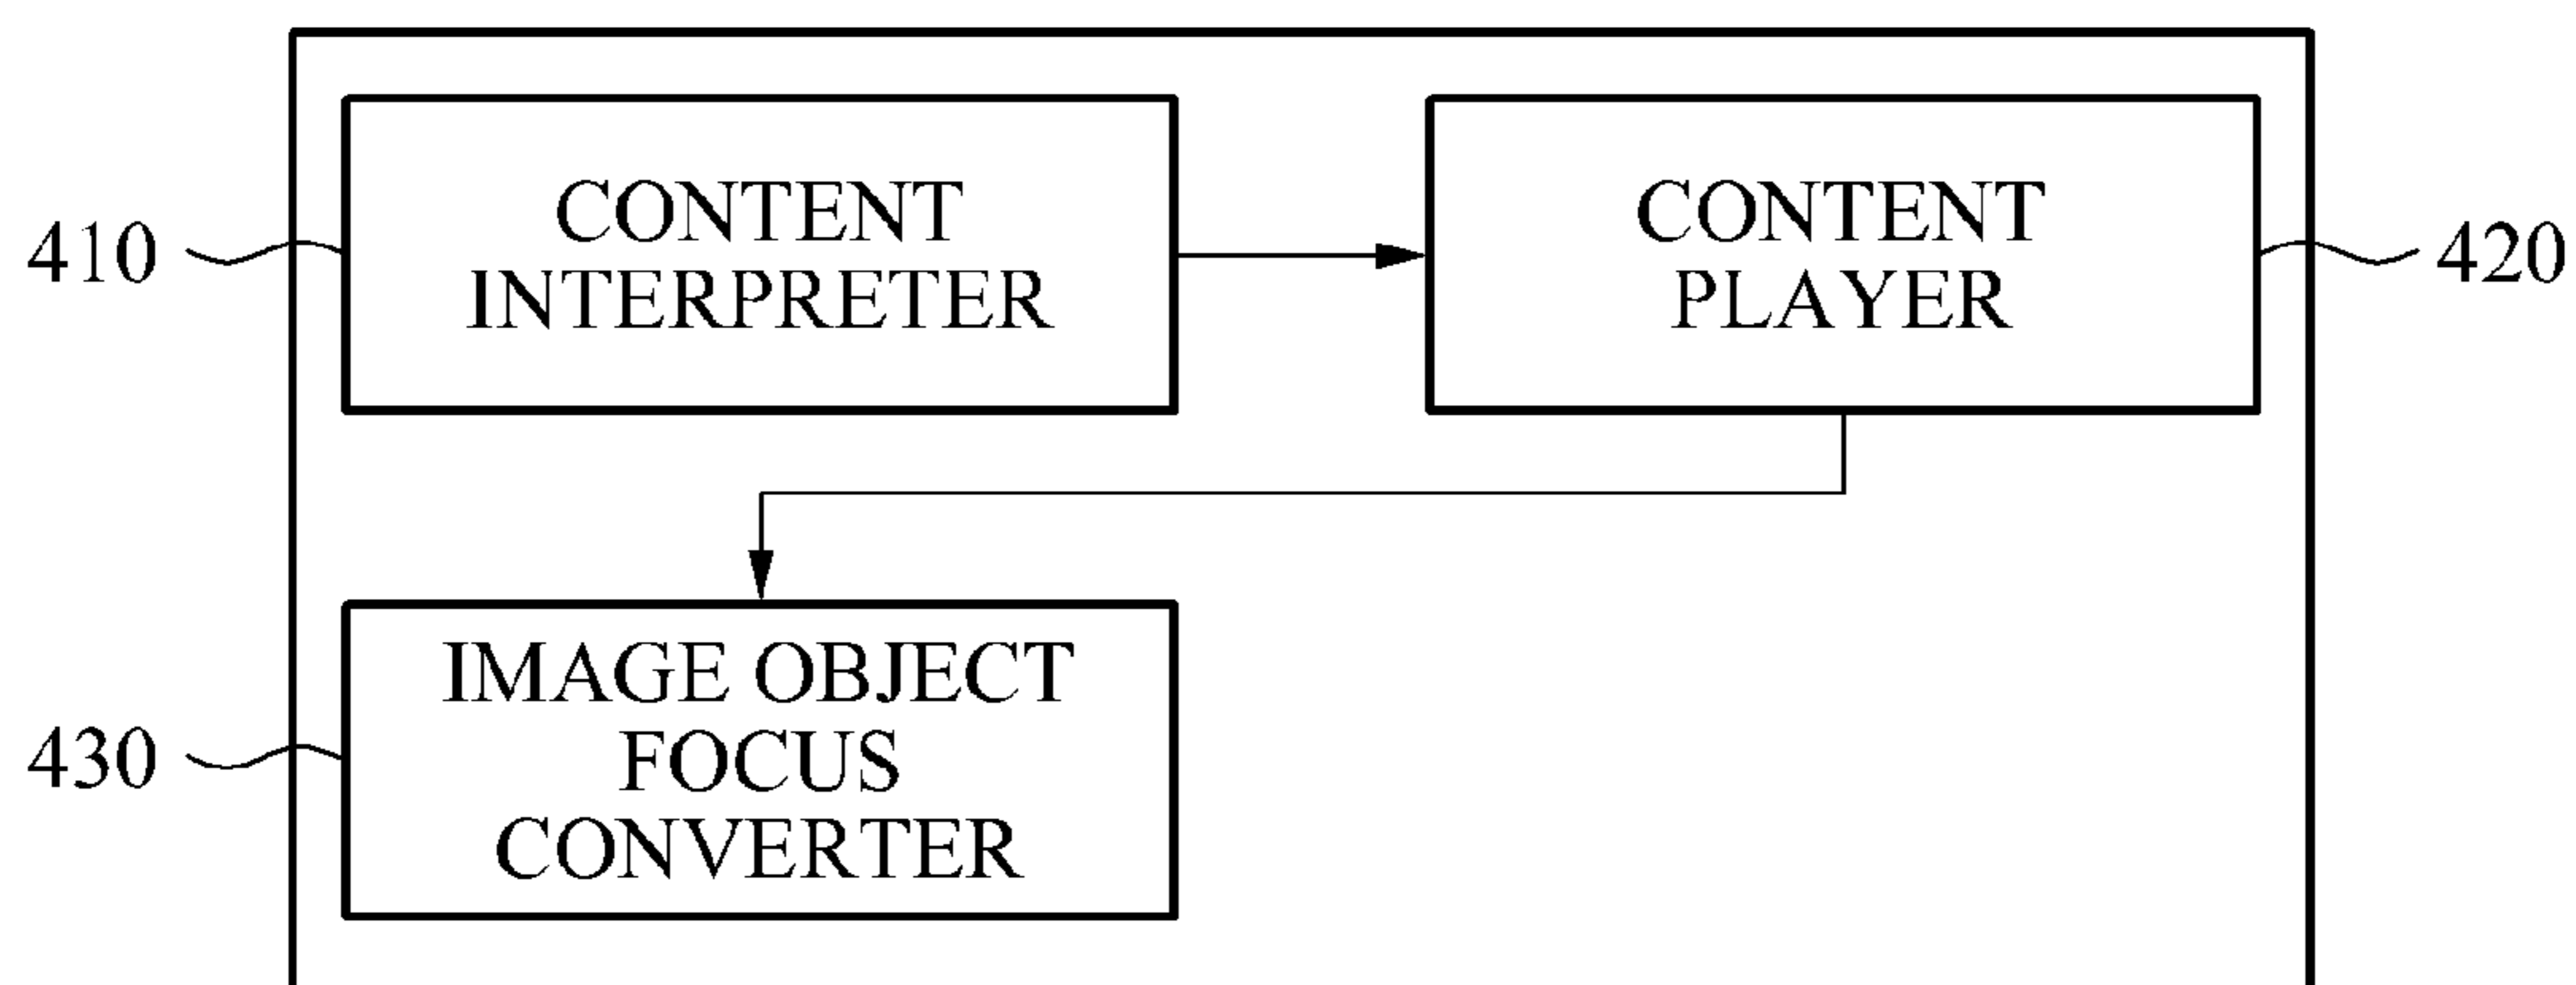 CONTENT
INTERPRETER
CONTENT
PLAYER
410
420
IMAGE OBJECT
FOCUS
CONVERTER
430